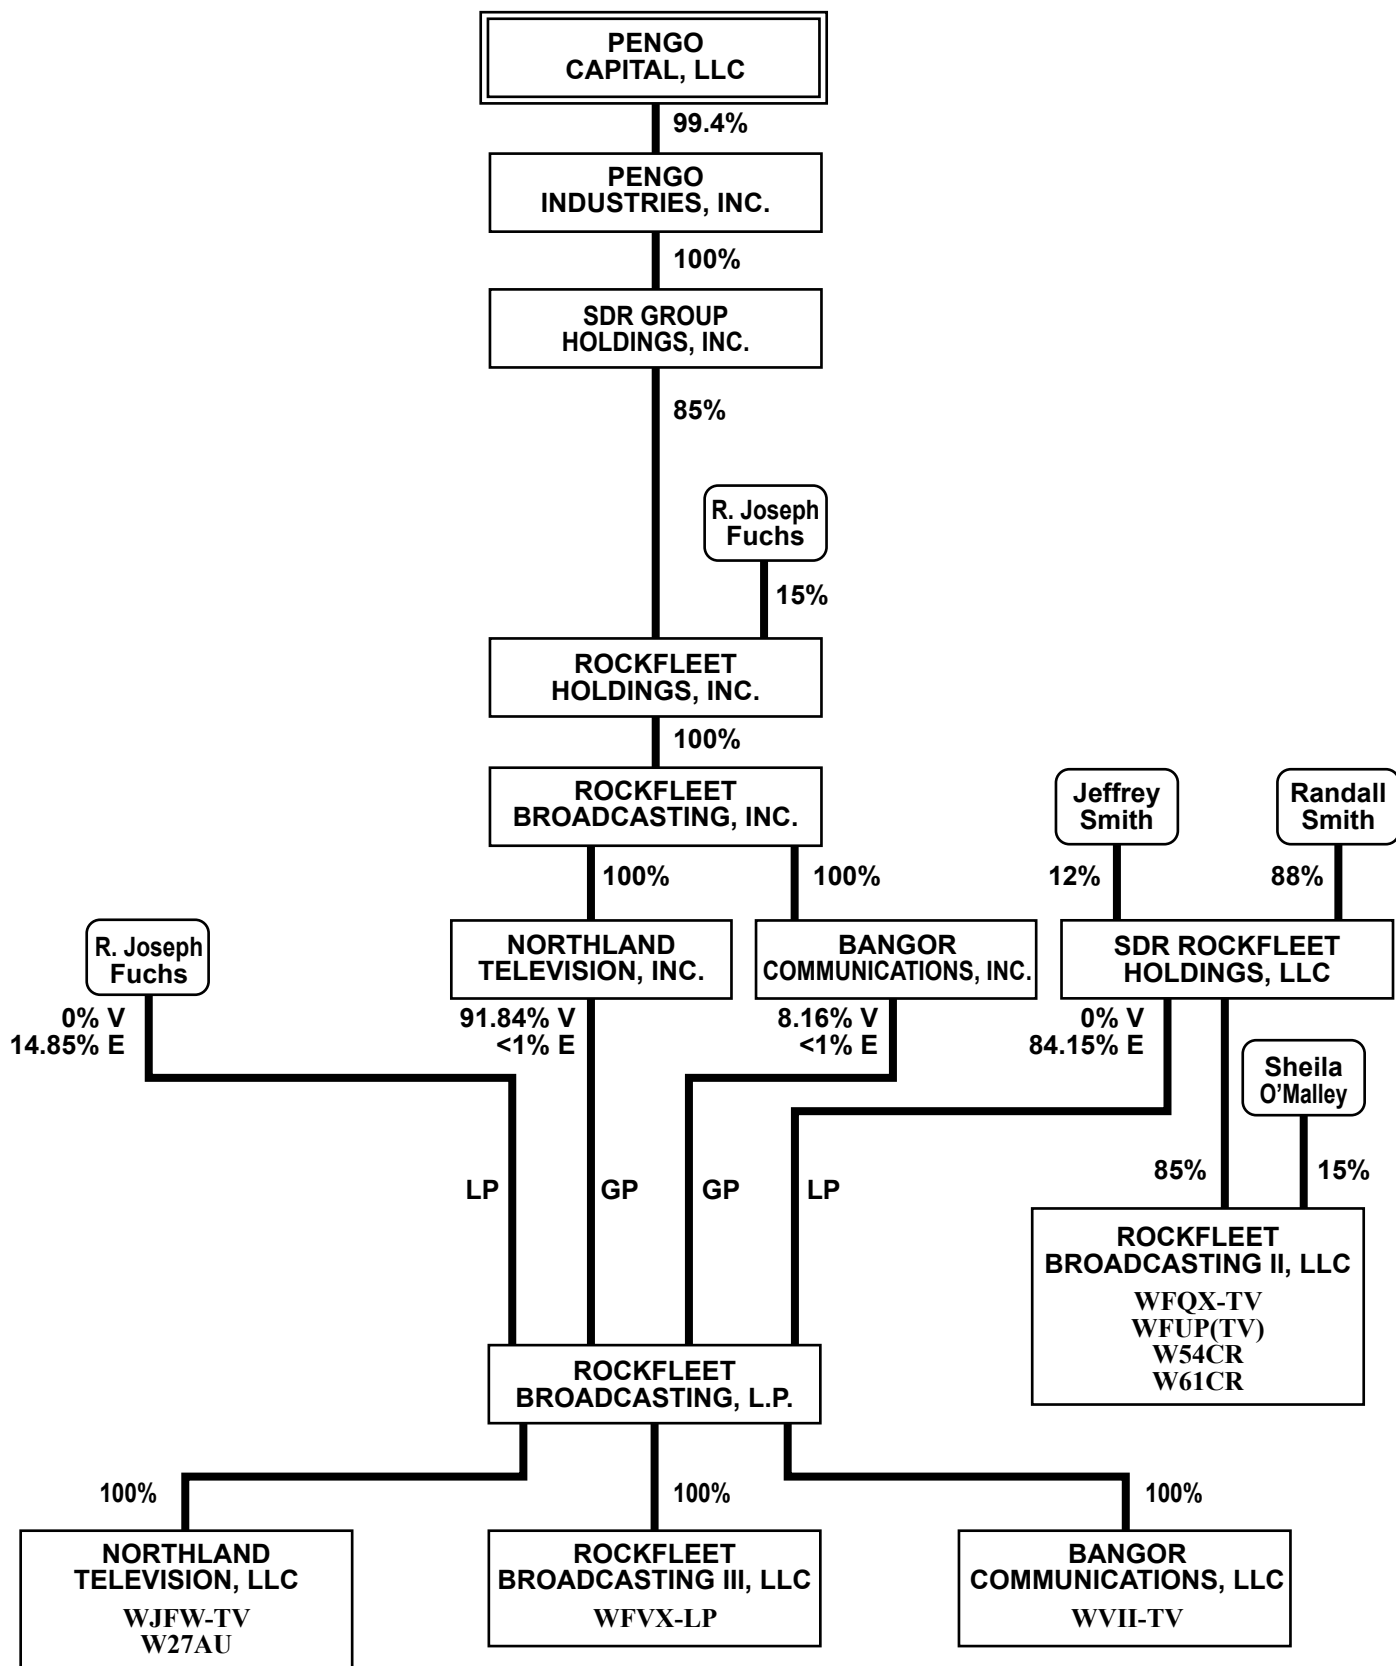 PENGO
CAPITAL, LLC
99.4%
PENGO
INDUSTRIES, INC.
100%
SDR GROUP
HOLDINGS, INC.
85%
R. Joseph
Fuchs
15%
ROCKFLEET
HOLDINGS, INC.
100%
ROCKFLEET
BROADCASTING, INC.
Jeffrey
Smith
Randall
Smith
100%
100%
12%
88%
R. Joseph
Fuchs
NORTHLAND
TELEVISION, INC.
BANGOR
COMMUNICATIONS, INC.
SDR ROCKFLEET
HOLDINGS, LLC
0% V
14.85% E
91.84% V
<1% E
8.16% V
<1% E
0% V
84.15% E
Sheila
O’Malley
LP
GP
GP
LP
85%
15%
ROCKFLEET
BROADCASTING II, LLC
WFQX-TV
WFUP(TV)
W54CR
W61CR
ROCKFLEET
BROADCASTING, L.P.
100%
100%
100%
NORTHLAND
TELEVISION, LLC
WJFW-TV
W27AU
ROCKFLEET
BROADCASTING III, LLC
WFVX-LP
BANGOR
COMMUNICATIONS, LLC
WVII-TV